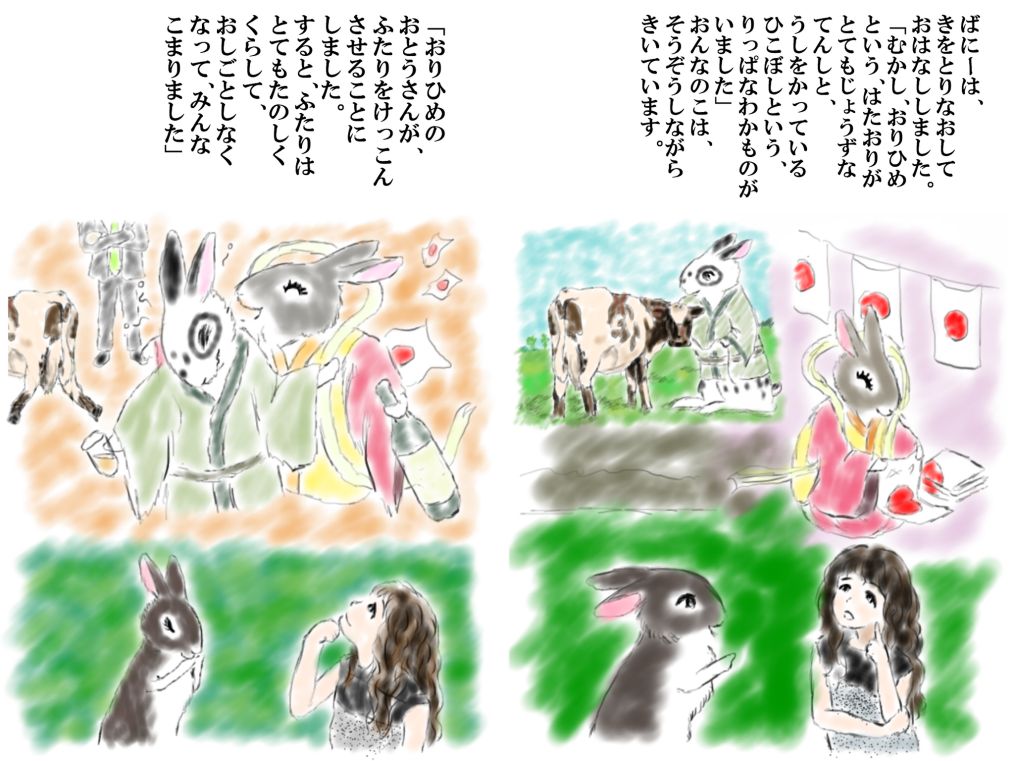 ばにーは、
きをとりなおして
おはなししました。
「むかし、おりひめ
という、はたおりが
とてもじょうずな
てんしと、
うしをかっている
ひこぼしという、
りっぱなわかものが
いました」
おんなのこは、
そうぞうしながら
きいています。
「おりひめの
おとうさんが、
ふたりをけっこん
させることに
しました。
すると、ふたりは
とてもたのしく
くらして、
おしごとしなく
なって、みんな
こまりました」